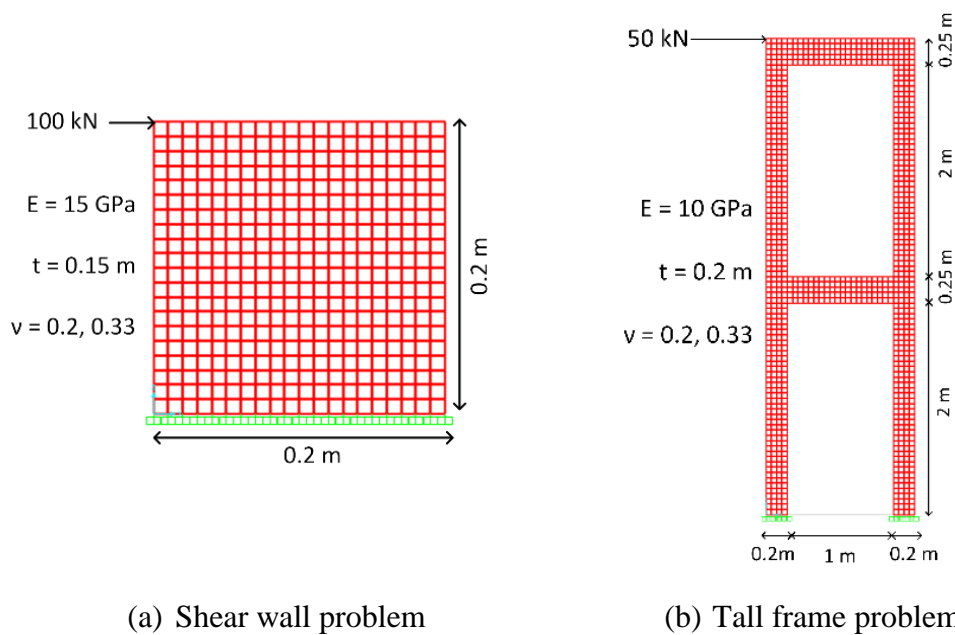 100 kN
E = 15 GPa
t = 0.15 m
ν = 0.2, 0.33
0.2 m
0.2 m
(a) Shear wall problem
50 kN
E = 10 GPa
t = 0.2 m
ν = 0.2, 0.33
0.25 m
2 m
0.25 m
2 m
0.2m
1 m
0.2 m
(b) Tall frame problem